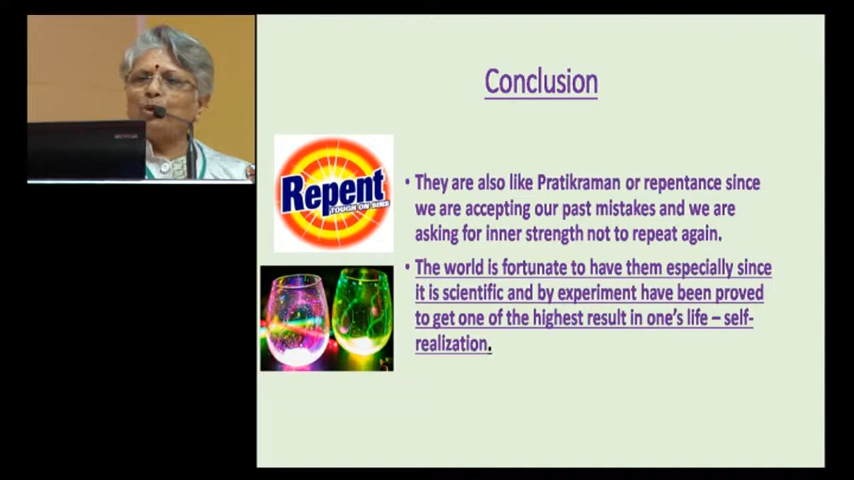 Conclusion
Repent
TOUGH ON SINS
• They are also like Pratikraman or repentance since
we are accepting our past mistakes and we are
asking for inner strength not to repeat again.
• The world is fortunate to have them especially since
it is scientific and by experiment have been proved
to get one of the highest result in one's life – self-
realization.